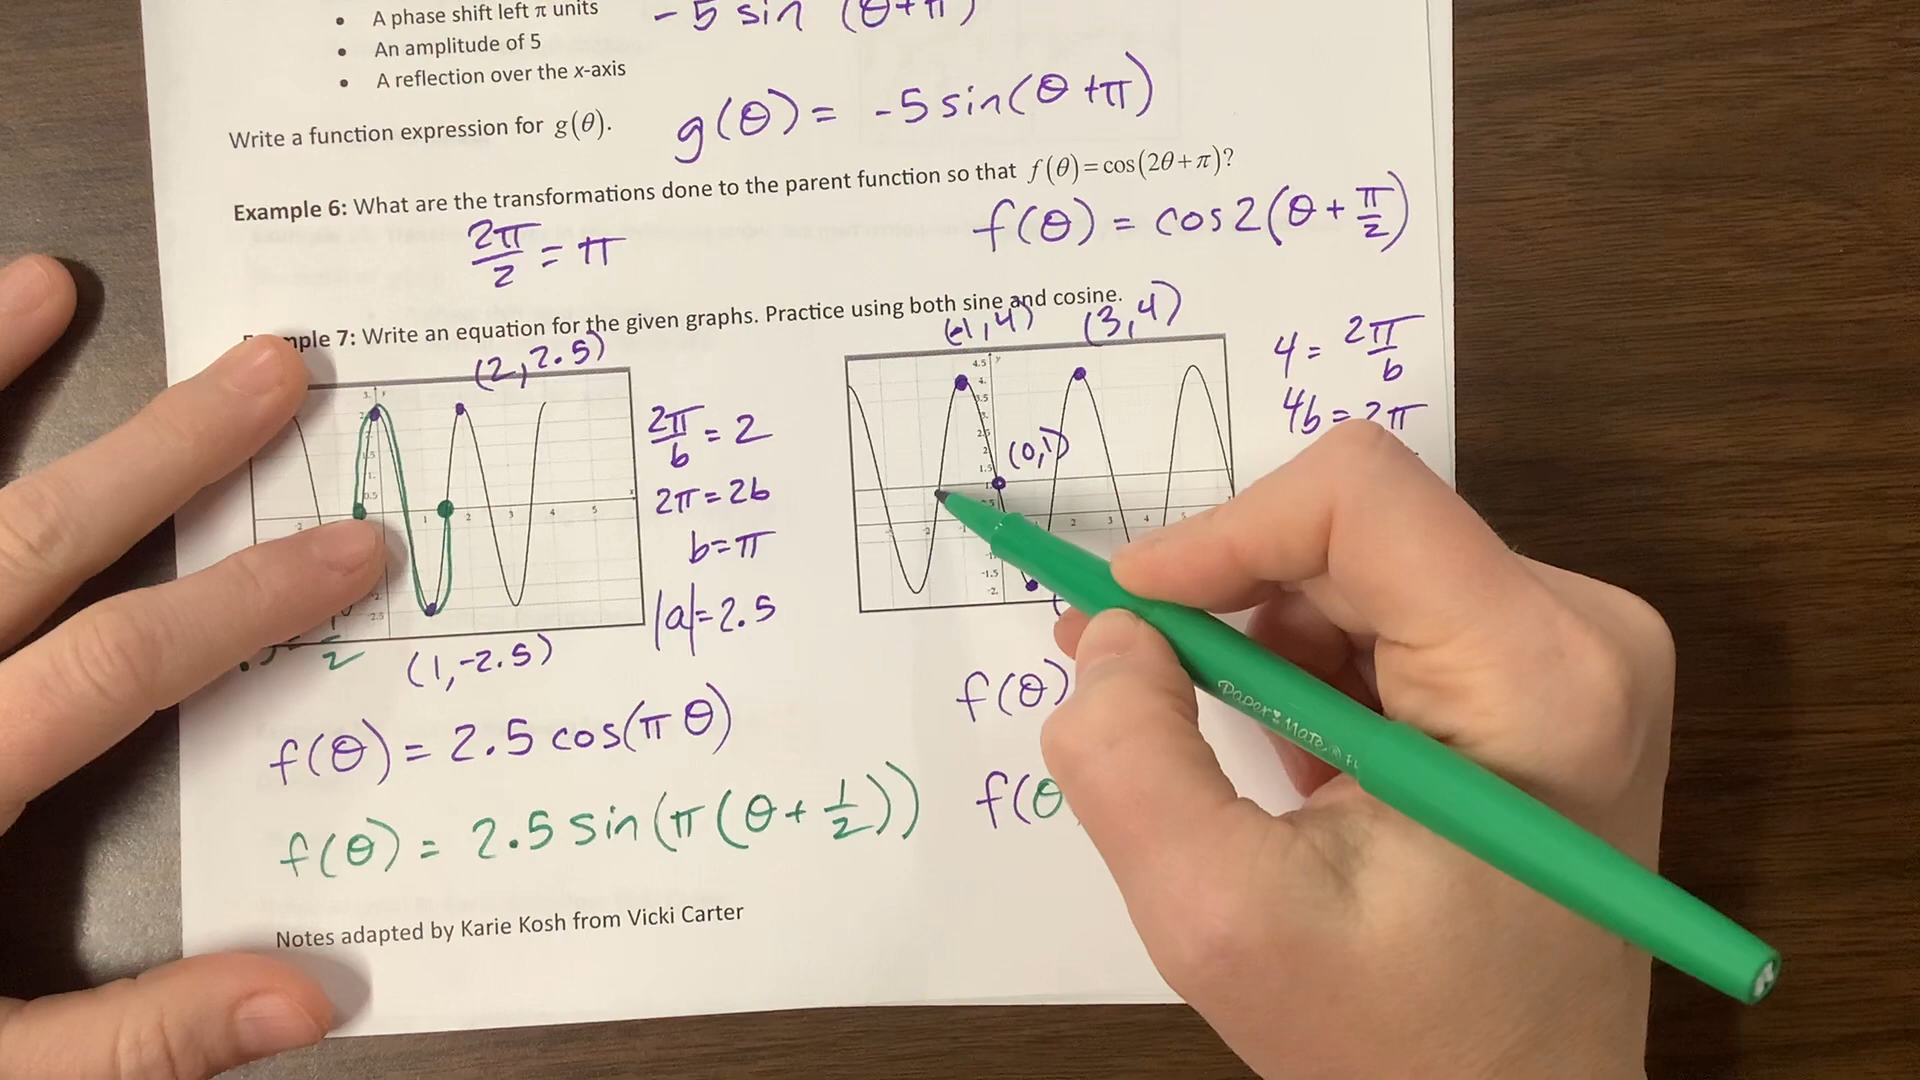 • A phase shift left π units
• An amplitude of 5
• A reflection over the x-axis
-5 sin (θ+π)
Write a function expression for g(θ).
g(θ) = -5 sin(θ+π)
Example 6: What are the transformations done to the parent function so that f(θ)=cos(2θ+π)?
2π/2 = π
f(θ) = cos2(θ+π/2)
mple 7: Write an equation for the given graphs. Practice using both sine and cosine.
(2,2.5)
(1,-2.5)
2π/b = 2
2π = 2b
b=π
|a|=2.5
(-1,4)
(3,4)
(0,1)
4 = 2π/b
4b = 2π
f(θ) = 2.5 cos(πθ)
f(θ) = 2.5 sin(π(θ+1/2))
f(θ)
f(θ
Notes adapted by Karie Kosh from Vicki Carter
Paper Mate